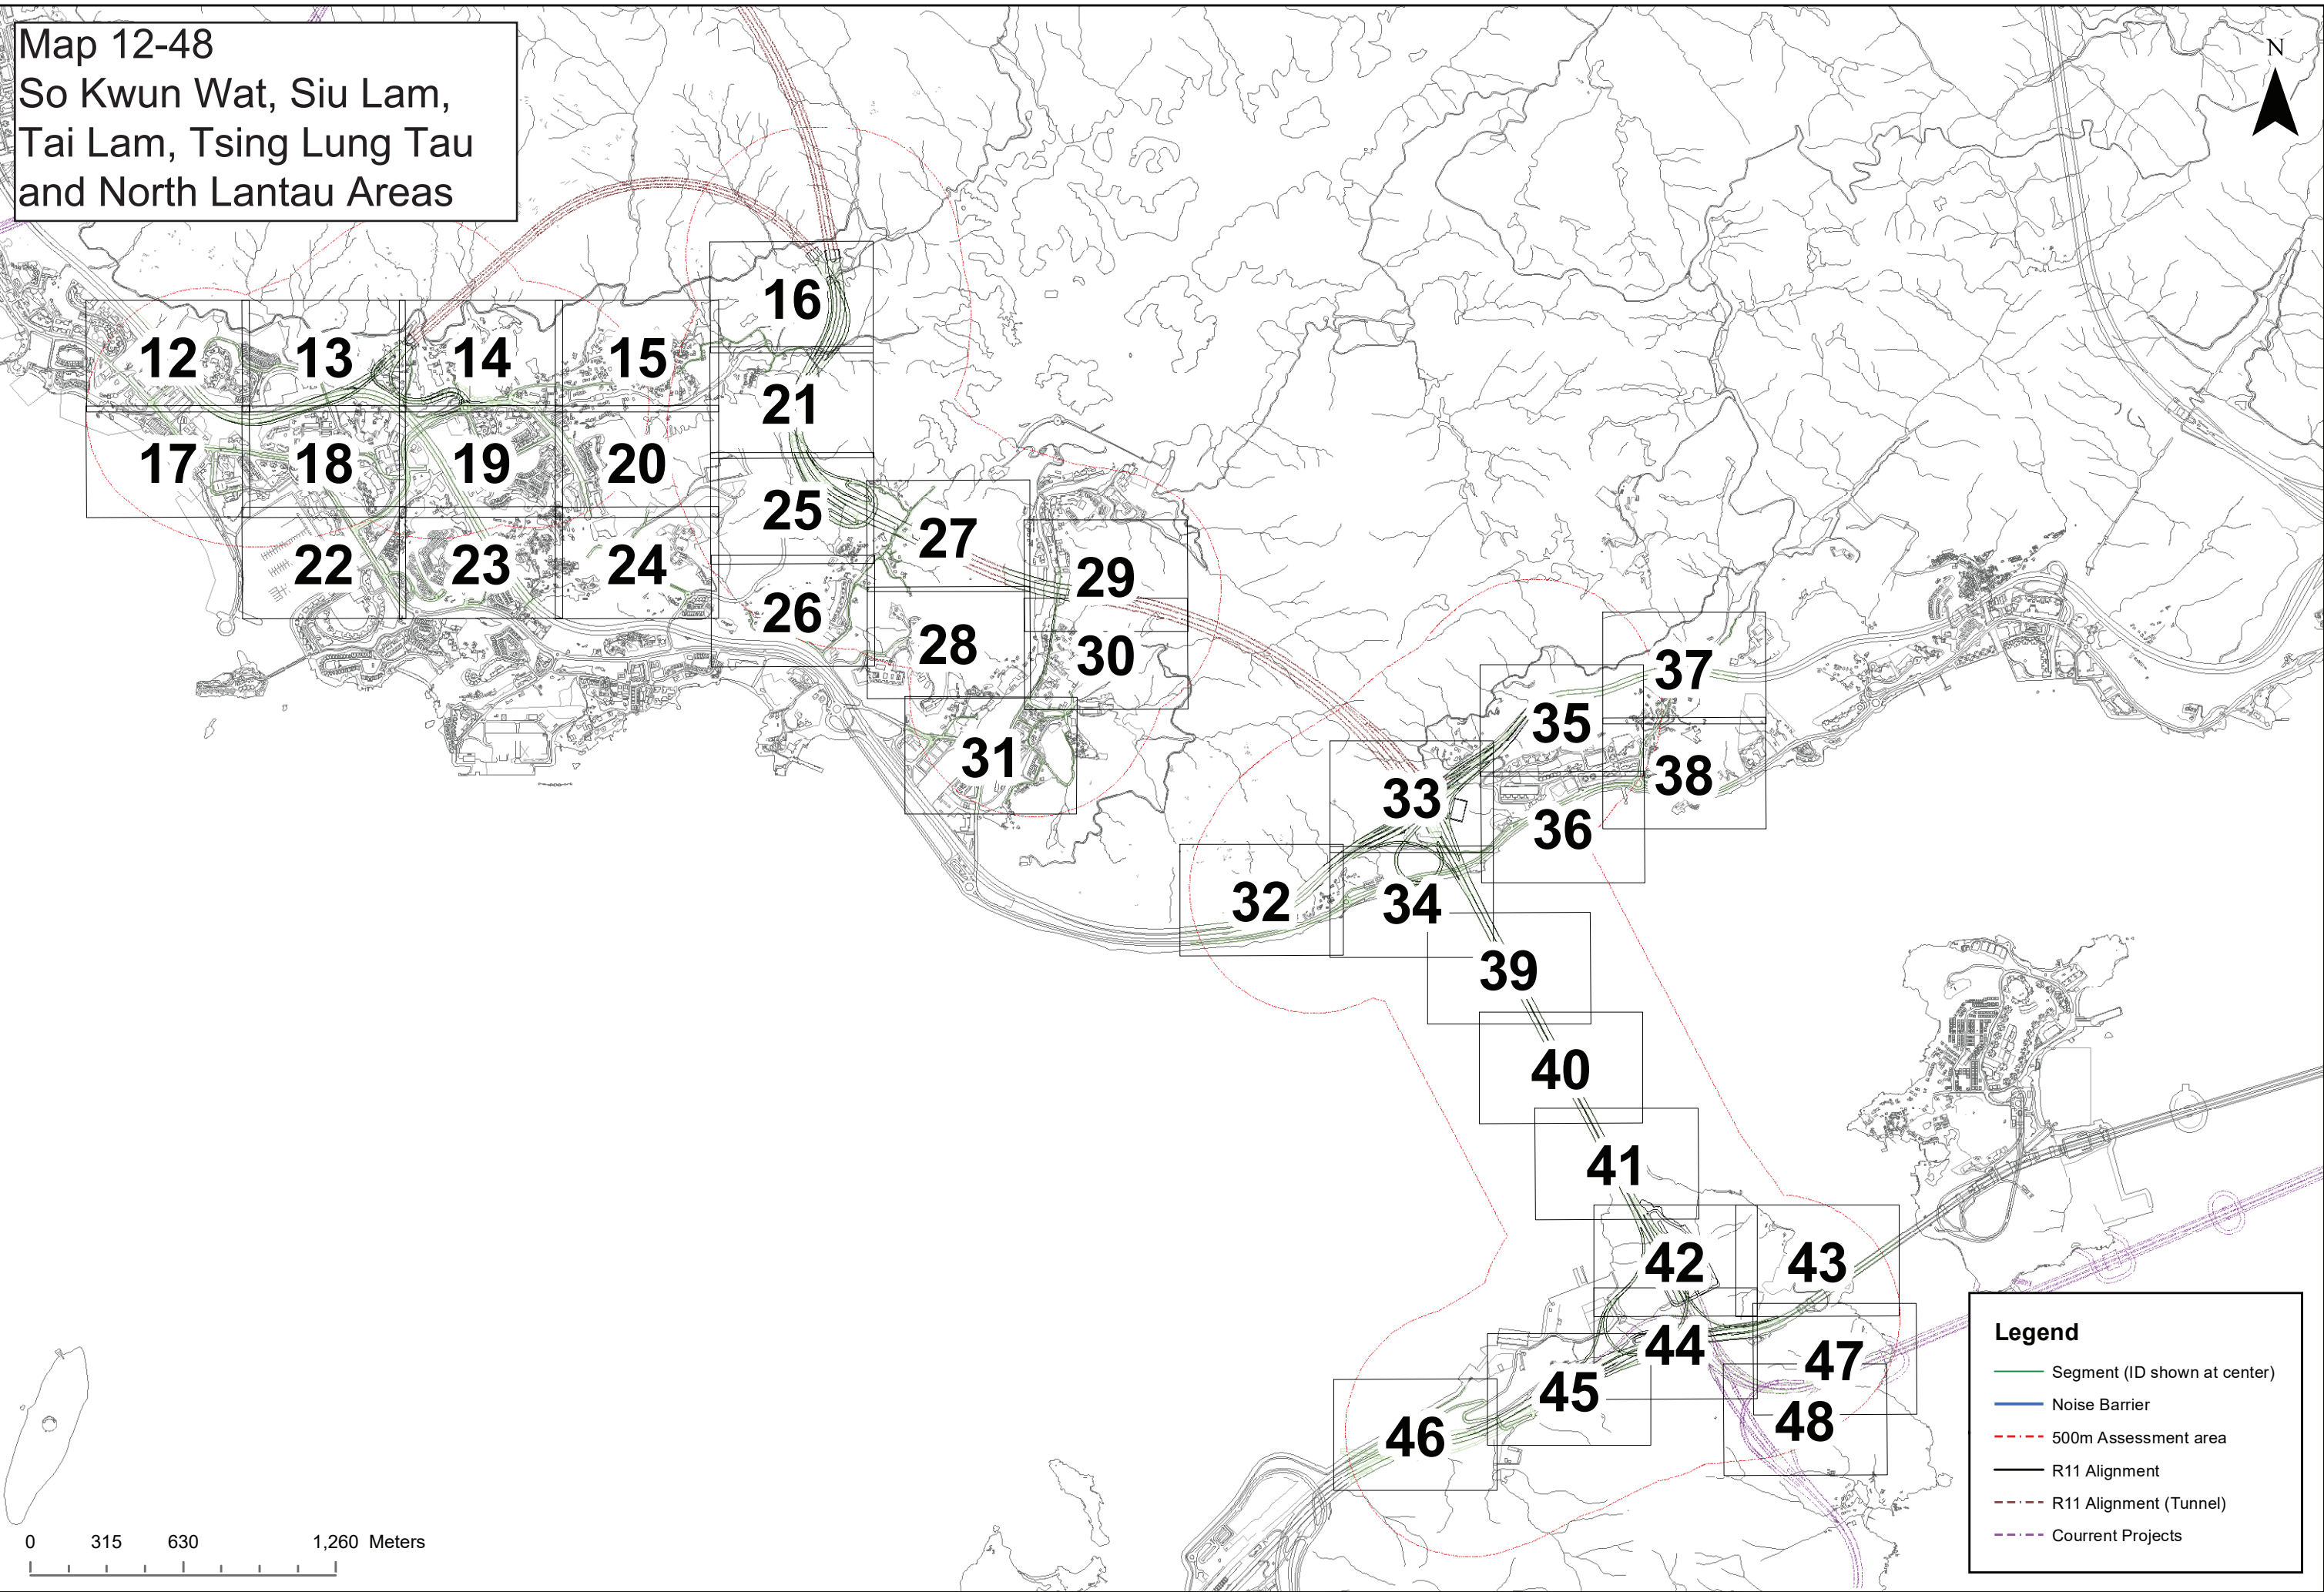 Map 12-48
So Kwun Wat, Siu Lam,
Tai Lam, Tsing Lung Tau
and North Lantau Areas
N
16
12 13 14 15
21
17 18 19 20
25
27
22 23 24
29
26
28
30
37
35
31
38
33
36
32
34
39
40
41
42 43
44
47
45
48
46
Legend
Segment (ID shown at center)
Noise Barrier
500m Assessment area
R11 Alignment
R11 Alignment (Tunnel)
Courrent Projects
0 315 630 1,260 Meters